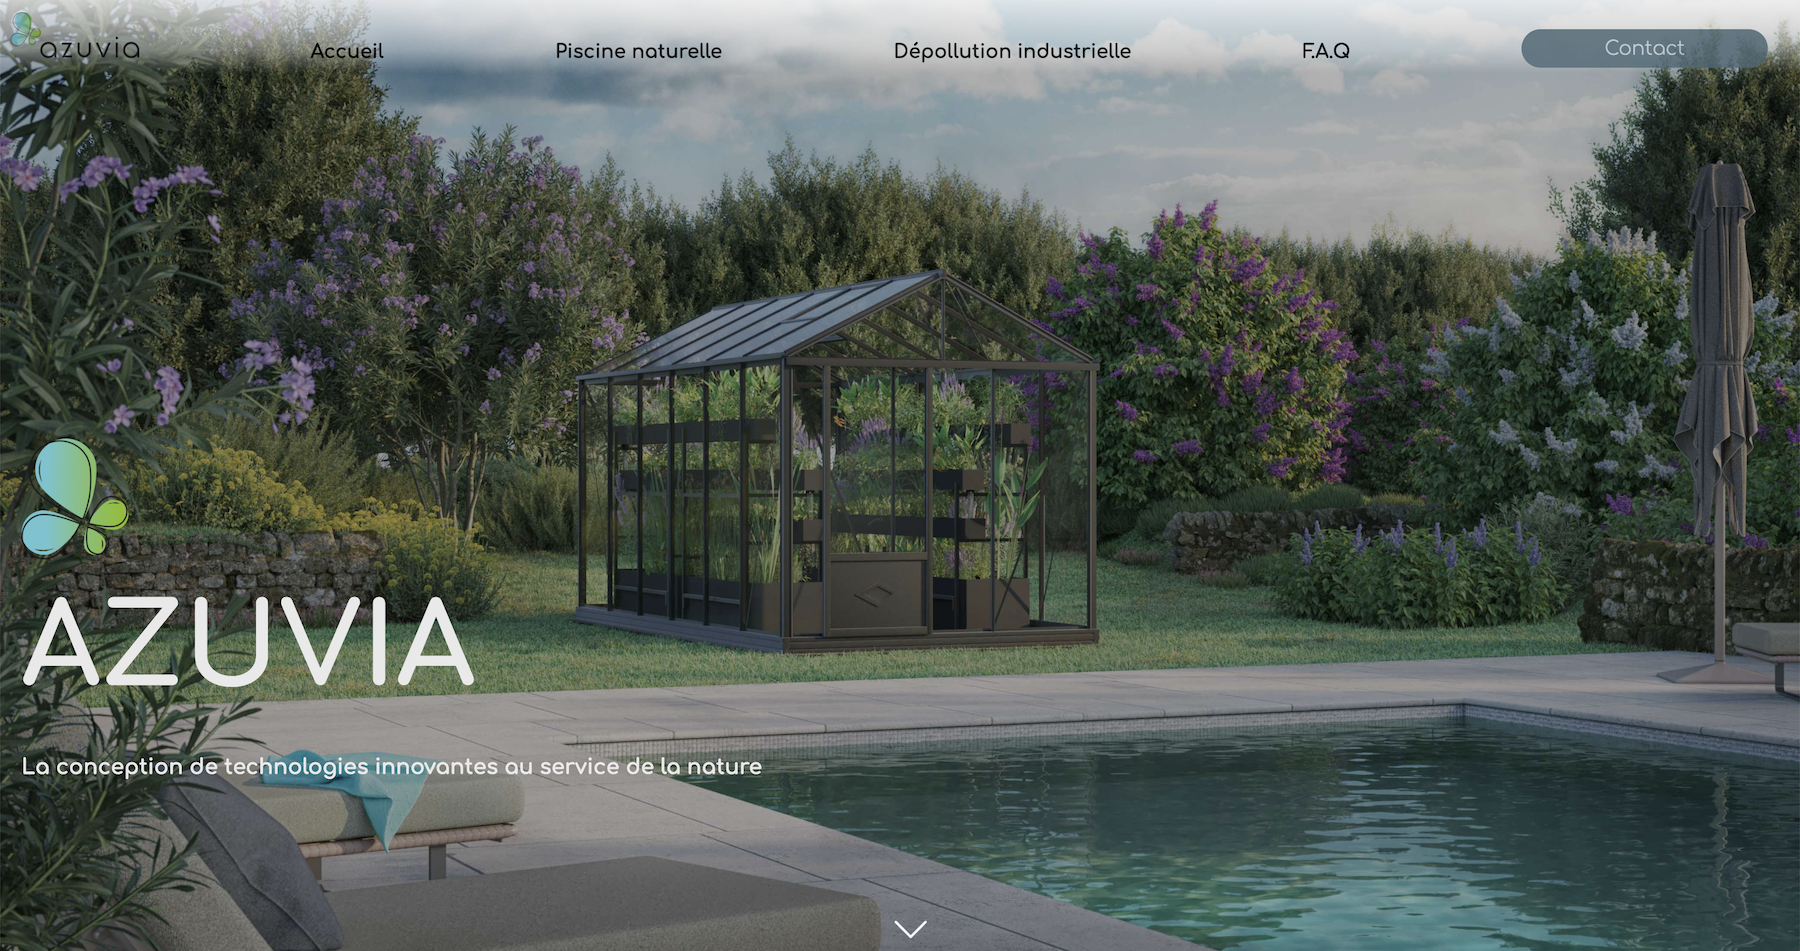 azuvia
Accueil
Piscine naturelle
Dépollution industrielle
F.A.Q
Contact
AZUVIA
La conception de technologies innovantes au service de la nature